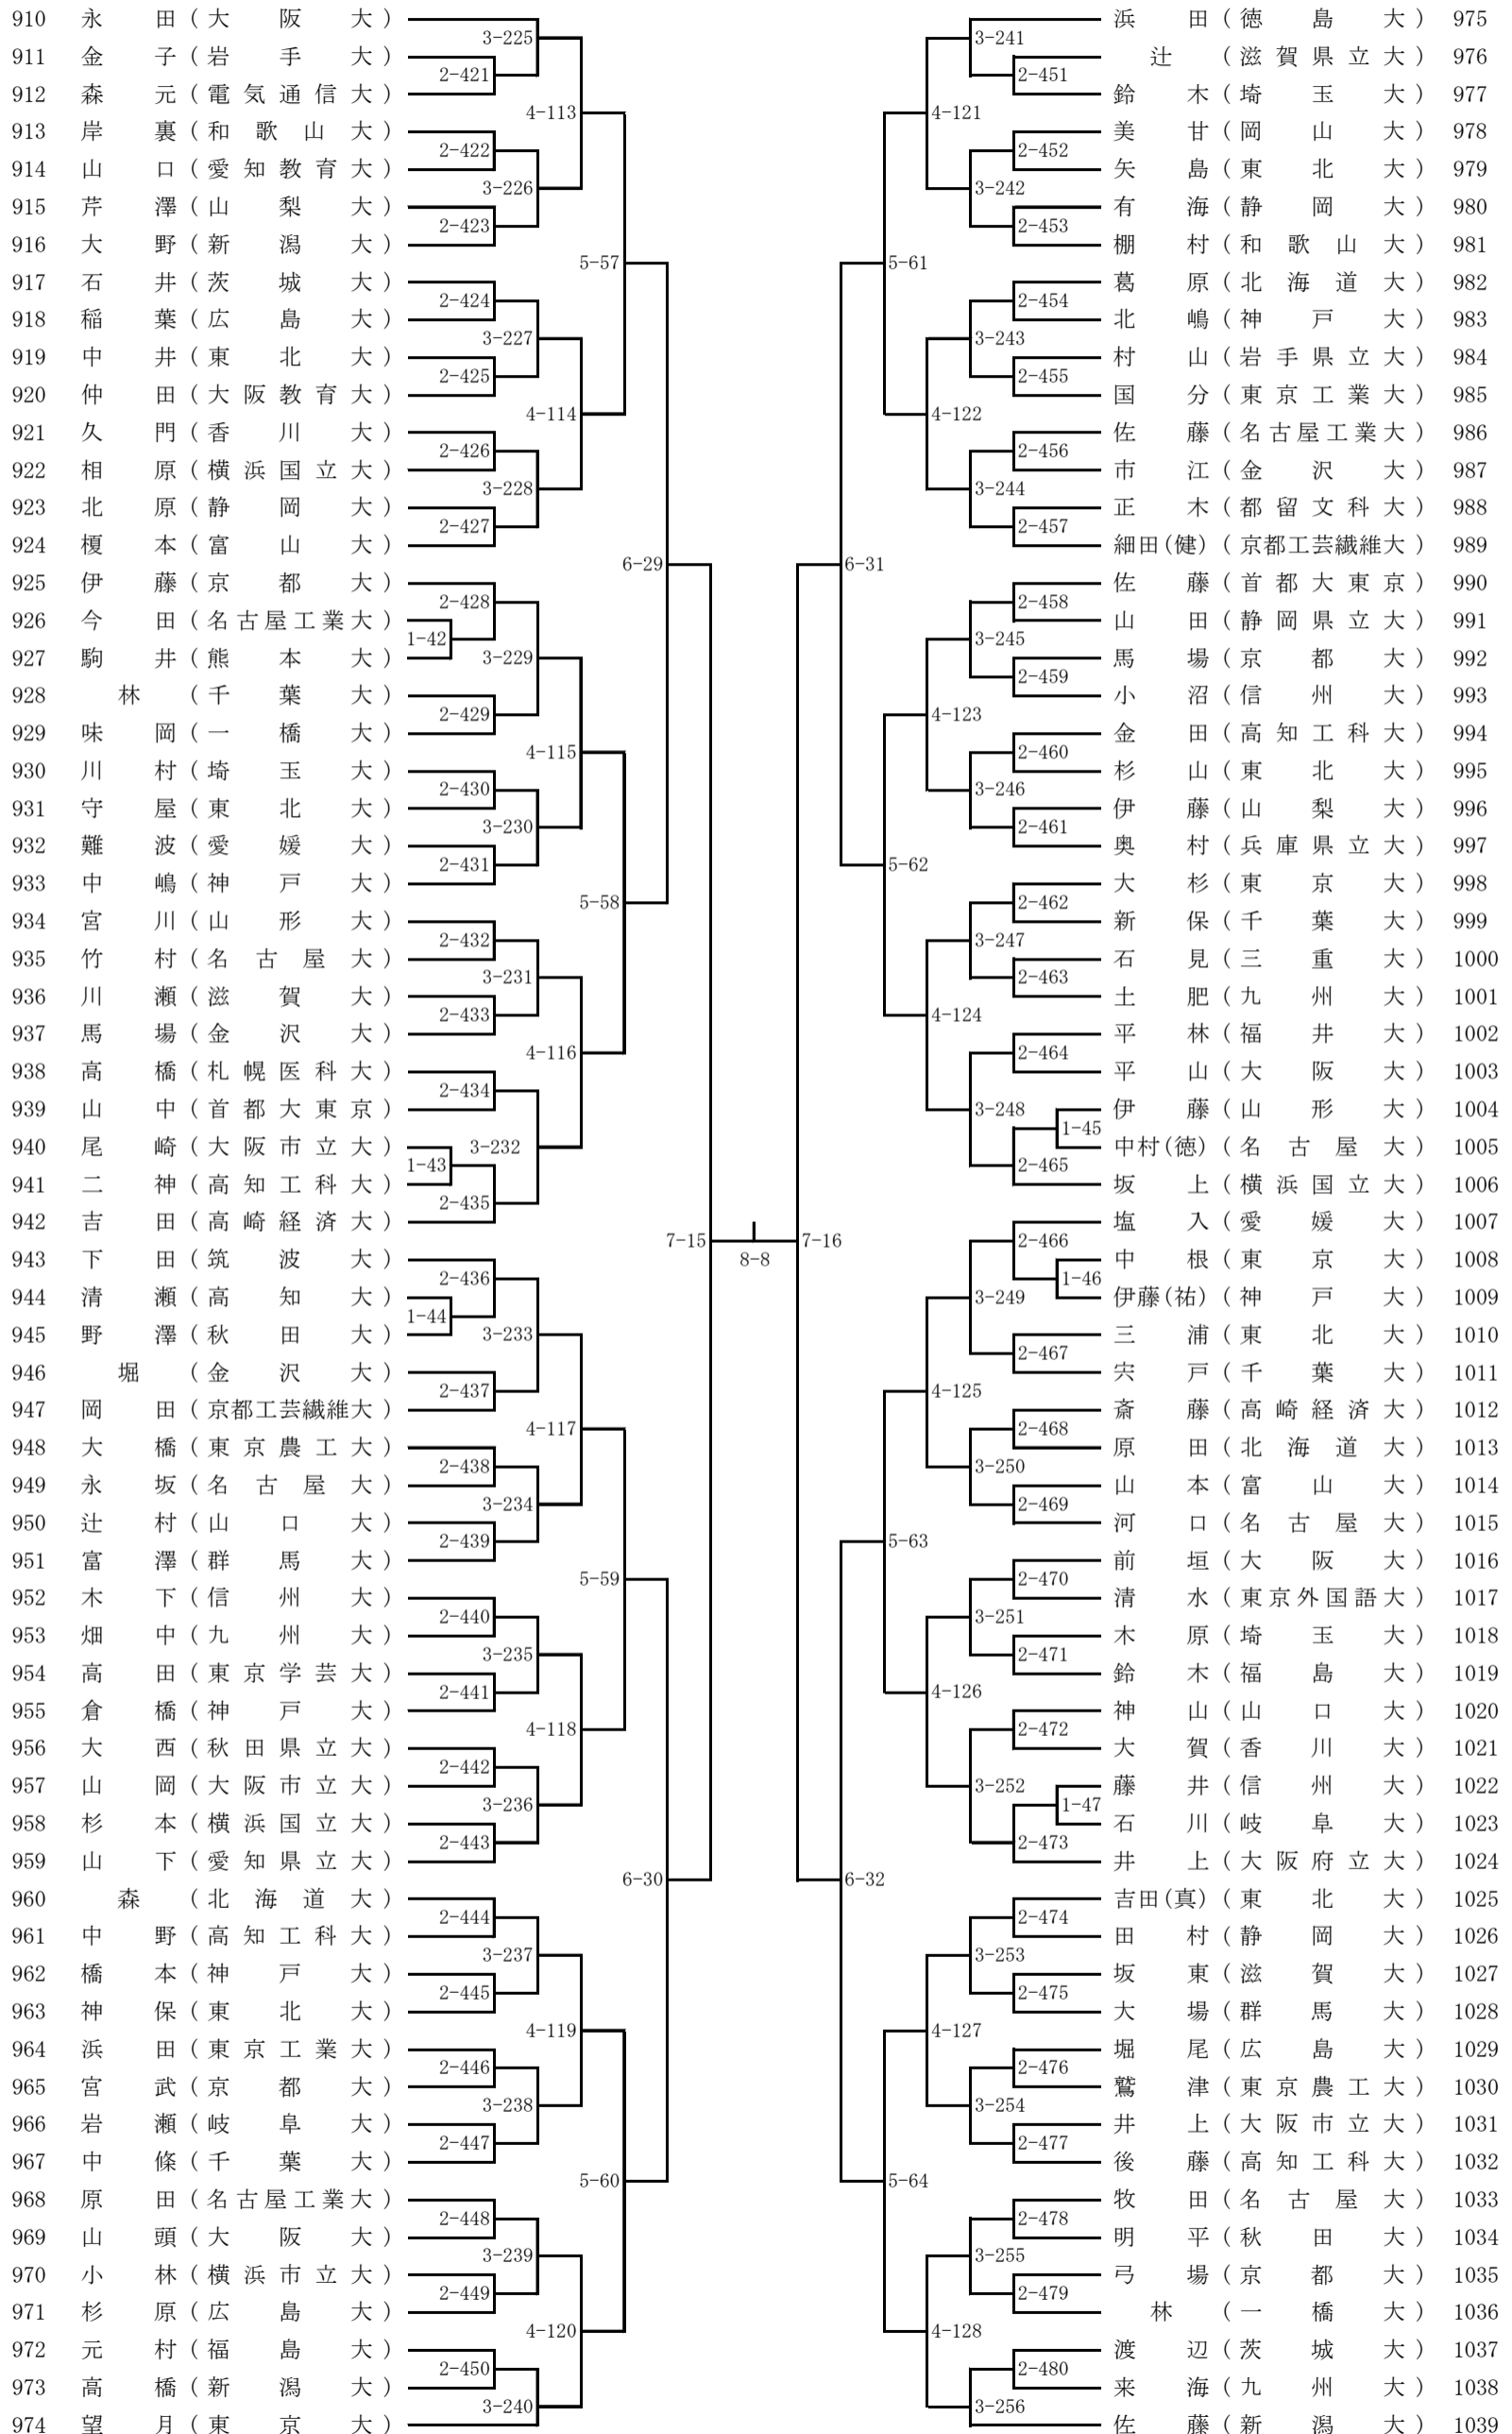 910 永田（大阪大）
911 金子（岩手大）
912 森元（電気通信大）
913 岸裏（和歌山大）
914 山口（愛知教育大）
915 芹澤（山梨大）
916 大野（新潟大）
917 石井（茨城大）
918 稲葉（広島大）
919 中井（東北大）
920 仲田（大阪教育大）
921 久門（香川大）
922 相原（横浜国立大）
923 北原（静岡大）
924 榎本（富山大）
925 伊藤（京都大）
926 今田（名古屋工業大）
927 駒井（熊本大）
928 林（千葉大）
929 味岡（一橋大）
930 川村（埼玉大）
931 守屋（東北大）
932 難波（愛媛大）
933 中嶋（神戸大）
934 宮川（山形大）
935 竹村（名古屋大）
936 川瀬（滋賀大）
937 馬場（金沢大）
938 高橋（札幌医科大）
939 山中（首都大東京）
940 尾崎（大阪市立大）
941 二神（高知工科大）
942 吉田（高崎経済大）
943 下田（筑波大）
944 清瀬（高知大）
945 野澤（秋田大）
946 堀（金沢大）
947 岡田（京都工芸繊維大）
948 大橋（東京農工大）
949 永坂（名古屋大）
950 辻村（山口大）
951 富澤（群馬大）
952 木下（信州大）
953 畑中（九州大）
954 高田（東京学芸大）
955 倉橋（神戸大）
956 大西（秋田県立大）
957 山岡（大阪市立大）
958 杉本（横浜国立大）
959 山下（愛知県立大）
960 森（北海道大）
961 中野（高知工科大）
962 橋本（神戸大）
963 神保（東北大）
964 浜田（東京工業大）
965 宮武（京都大）
966 岩瀬（岐阜大）
967 中條（千葉大）
968 原田（名古屋工業大）
969 山頭（大阪大）
970 小林（横浜市立大）
971 杉原（広島大）
972 元村（福島大）
973 高橋（新潟大）
974 望月（東京大）
1-42
1-43
1-44
2-421
2-422
2-423
2-424
2-425
2-426
2-427
2-428
2-429
2-430
2-431
2-432
2-433
2-434
2-435
2-436
2-437
2-438
2-439
2-440
2-441
2-442
2-443
2-444
2-445
2-446
2-447
2-448
2-449
2-450
3-225
3-226
3-227
3-228
3-229
3-230
3-231
3-232
3-233
3-234
3-235
3-236
3-237
3-238
3-239
3-240
4-113
4-114
4-115
4-116
4-117
4-118
4-119
4-120
5-57
5-58
5-59
5-60
6-29
6-30
7-15
8-8
7-16
6-31
6-32
5-61
5-62
5-63
5-64
4-121
4-122
4-123
4-124
4-125
4-126
4-127
4-128
3-241
3-242
3-243
3-244
3-245
3-246
3-247
3-248
3-249
3-250
3-251
3-252
3-253
3-254
3-255
3-256
2-451
2-452
2-453
2-454
2-455
2-456
2-457
2-458
2-459
2-460
2-461
2-462
2-463
2-464
2-465
2-466
2-467
2-468
2-469
2-470
2-471
2-472
2-473
2-474
2-475
2-476
2-477
2-478
2-479
2-480
1-45
1-46
1-47
浜田（徳島大） 975
辻（滋賀県立大） 976
鈴木（埼玉大） 977
美甘（岡山大） 978
矢島（東北大） 979
有海（静岡大） 980
棚村（和歌山大） 981
葛原（北海道大） 982
北嶋（神戸大） 983
村山（岩手県立大） 984
国分（東京工業大） 985
佐藤（名古屋工業大） 986
市江（金沢大） 987
正木（都留文科大） 988
細田(健)（京都工芸繊維大） 989
佐藤（首都大東京） 990
山田（静岡県立大） 991
馬場（京都大） 992
小沼（信州大） 993
金田（高知工科大） 994
杉山（東北大） 995
伊藤（山梨大） 996
奥村（兵庫県立大） 997
大杉（東京大） 998
新保（千葉大） 999
石見（三重大） 1000
土肥（九州大） 1001
平林（福井大） 1002
平山（大阪大） 1003
伊藤（山形大） 1004
中村(徳)（名古屋大） 1005
坂上（横浜国立大） 1006
塩入（愛媛大） 1007
中根（東京大） 1008
伊藤(祐)（神戸大） 1009
三浦（東北大） 1010
宍戸（千葉大） 1011
斎藤（高崎経済大） 1012
原田（北海道大） 1013
山本（富山大） 1014
河口（名古屋大） 1015
前垣（大阪大） 1016
清水（東京外国語大） 1017
木原（埼玉大） 1018
鈴木（福島大） 1019
神山（山口大） 1020
大賀（香川大） 1021
藤井（信州大） 1022
石川（岐阜大） 1023
井上（大阪府立大） 1024
吉田(真)（東北大） 1025
田村（静岡大） 1026
坂東（滋賀大） 1027
大場（群馬大） 1028
堀尾（広島大） 1029
鷲津（東京農工大） 1030
井上（大阪市立大） 1031
後藤（高知工科大） 1032
牧田（名古屋大） 1033
明平（秋田大） 1034
弓場（京都大） 1035
林（一橋大） 1036
渡辺（茨城大） 1037
来海（九州大） 1038
佐藤（新潟大） 1039